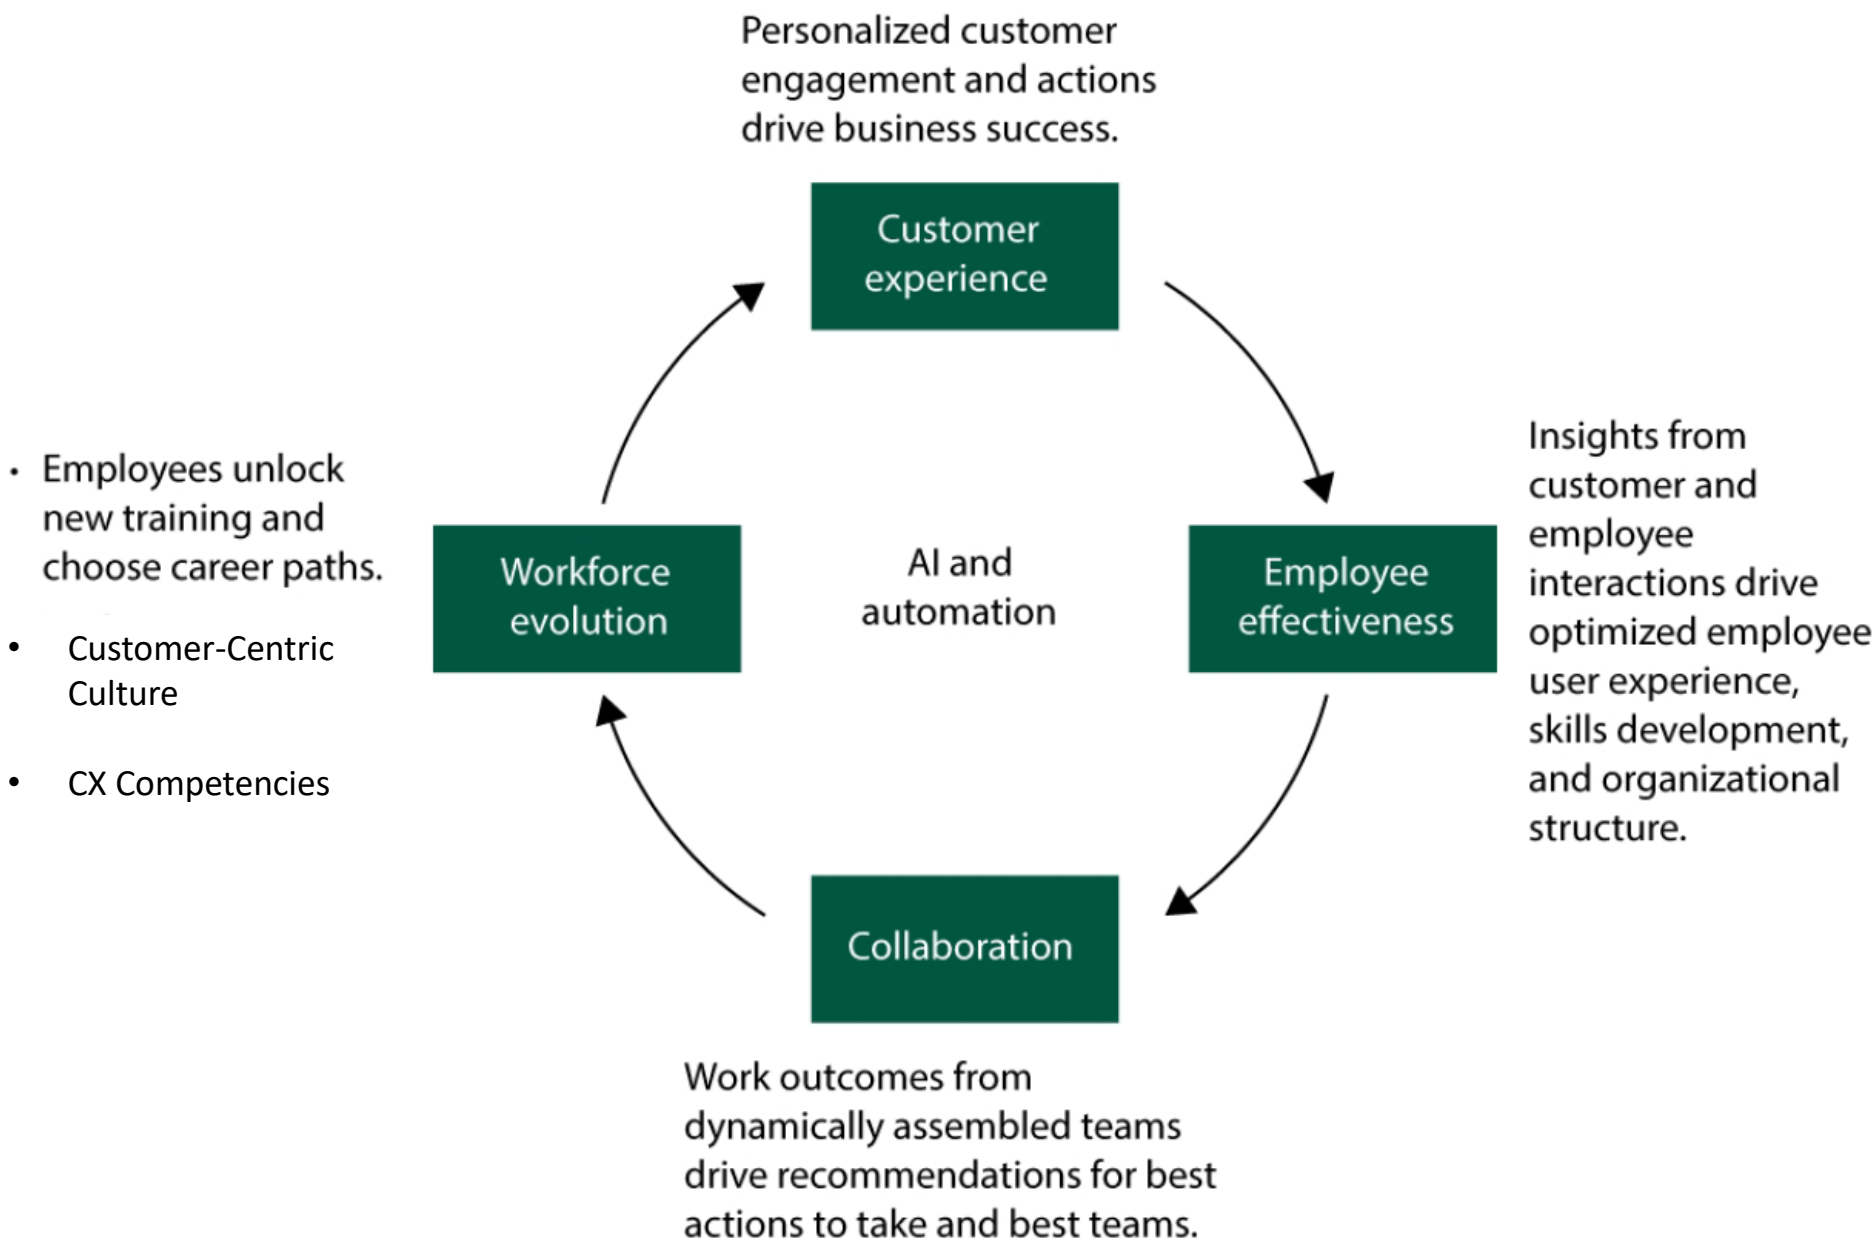 Personalized customer
engagement and actions
drive business success.
Customer
experience
• Employees unlock
new training and
choose career paths.
• Customer-Centric
Culture
• CX Competencies
Workforce
evolution
AI and
automation
Employee
effectiveness
Insights from
customer and
employee
interactions drive
optimized employee
user experience,
skills development,
and organizational
structure.
Collaboration
Work outcomes from
dynamically assembled teams
drive recommendations for best
actions to take and best teams.